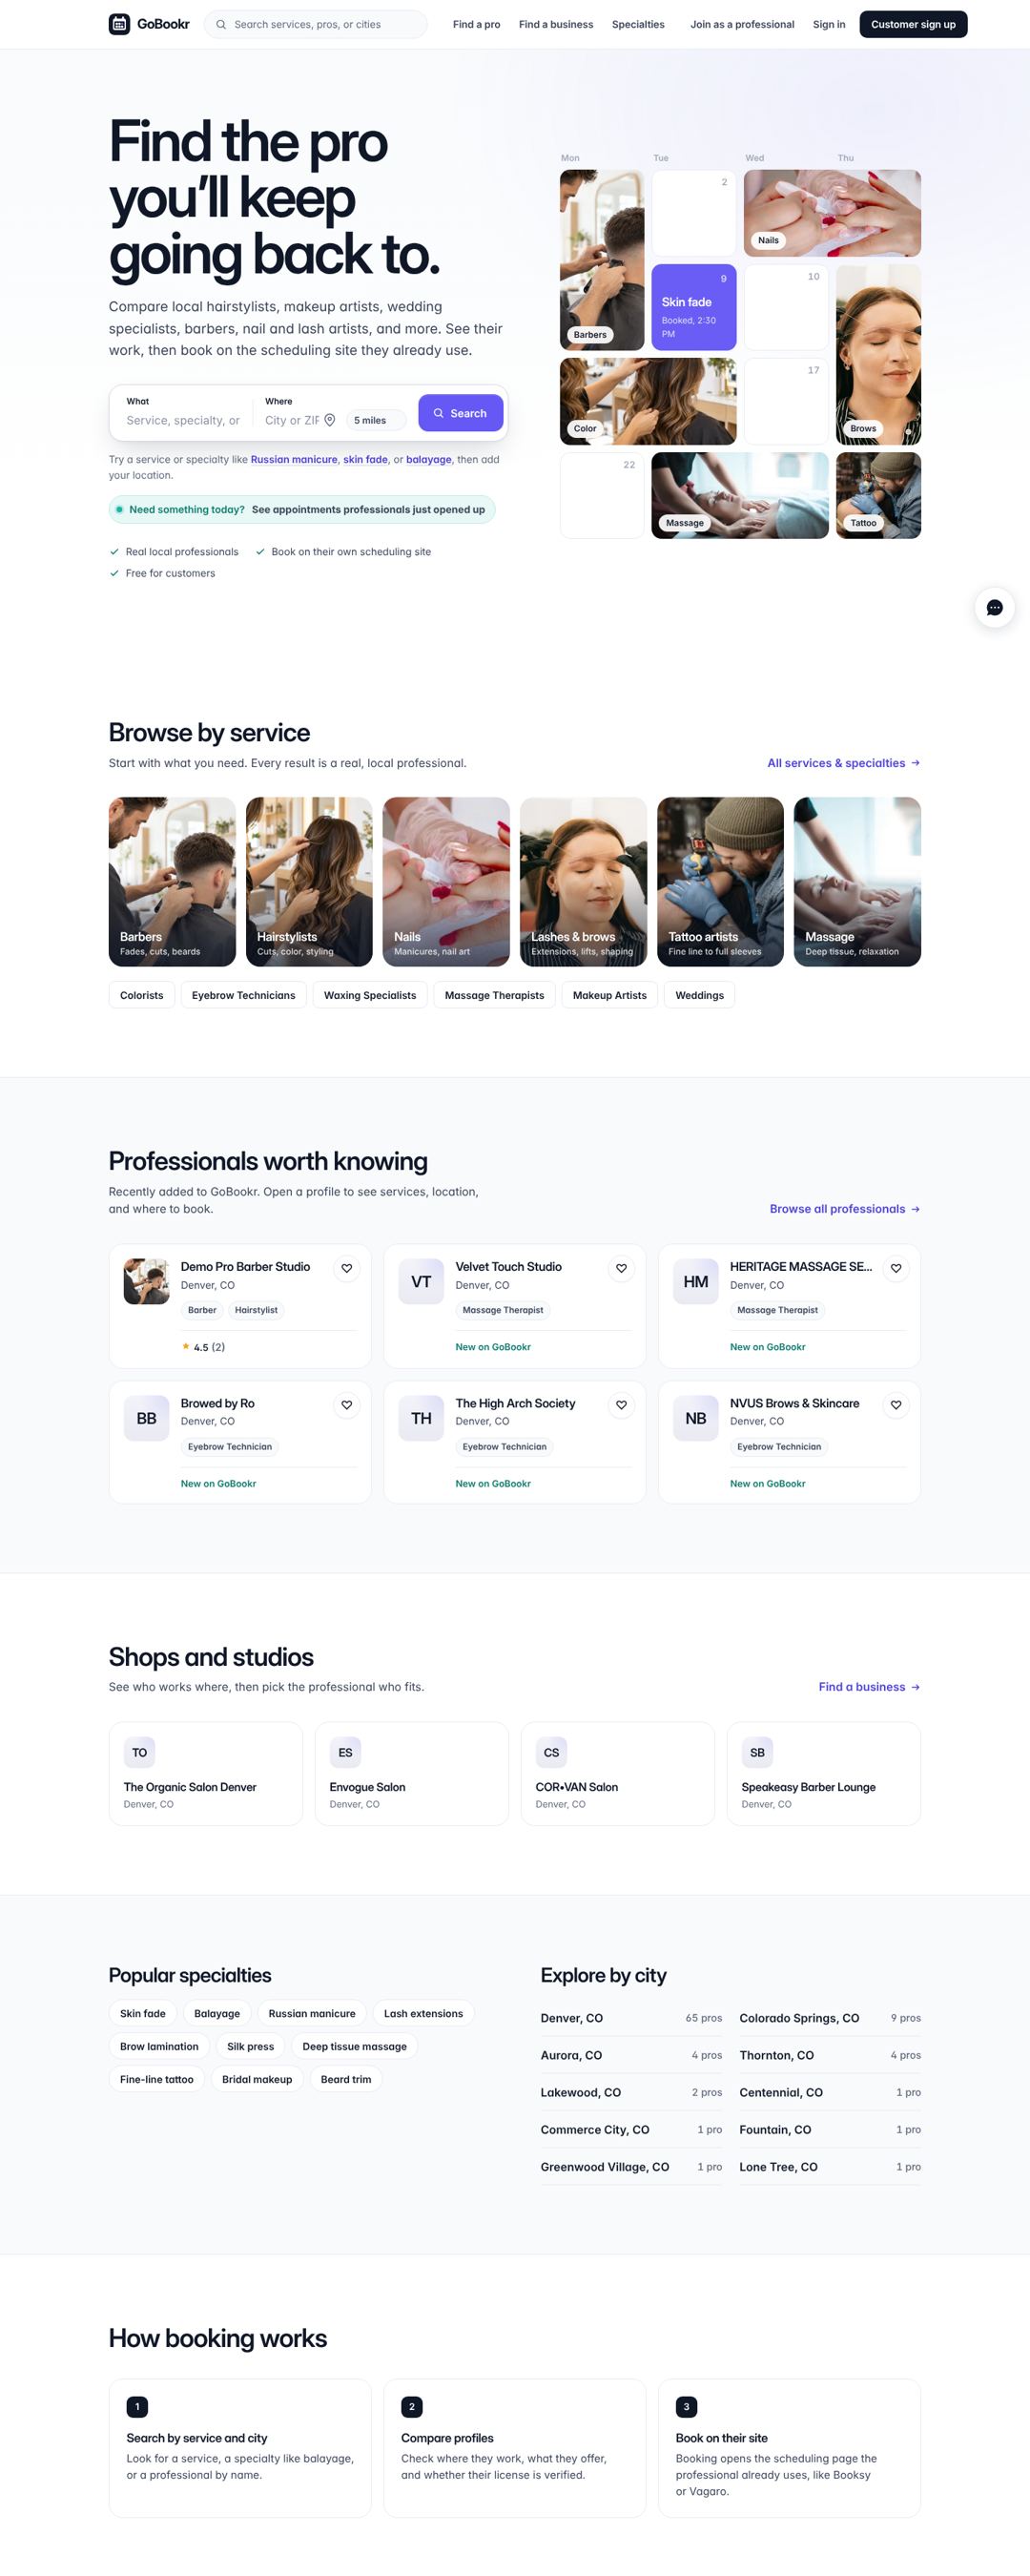 GoBookr
Search services, pros, or cities
Find a pro
Find a business
Specialties
Join as a professional
Sign in
Customer sign up
Find the pro
you'll keep
going back to.
Compare local hairstylists, makeup artists, wedding
specialists, barbers, nail and lash artists, and more. See their
work, then book on the scheduling site they already use.
What
Service, specialty, or
Where
City or ZIP
5 miles
Search
Try a service or specialty like Russian manicure, skin fade, or balayage, then add
your location.
Need something today? See appointments professionals just opened up
Real local professionals
Book on their own scheduling site
Free for customers
Mon
Tue
Wed
Thu
Barbers
2
Nails
9
Skin fade
Booked, 2:30
PM
10
Brows
Color
17
22
Massage
Tattoo
Browse by service
Start with what you need. Every result is a real, local professional.
All services & specialties →
Barbers
Fades, cuts, beards
Hairstylists
Cuts, color, styling
Nails
Manicures, nail art
Lashes & brows
Extensions, lifts, shaping
Tattoo artists
Fine line to full sleeves
Massage
Deep tissue, relaxation
Colorists
Eyebrow Technicians
Waxing Specialists
Massage Therapists
Makeup Artists
Weddings
Professionals worth knowing
Recently added to GoBookr. Open a profile to see services, location,
and where to book.
Browse all professionals →
Demo Pro Barber Studio
Denver, CO
Barber
Hairstylist
★ 4.5 (2)
VT
Velvet Touch Studio
Denver, CO
Massage Therapist
New on GoBookr
HM
HERITAGE MASSAGE SE...
Denver, CO
Massage Therapist
New on GoBookr
BB
Browed by Ro
Denver, CO
Eyebrow Technician
New on GoBookr
TH
The High Arch Society
Denver, CO
Eyebrow Technician
New on GoBookr
NB
NVUS Brows & Skincare
Denver, CO
Eyebrow Technician
New on GoBookr
Shops and studios
See who works where, then pick the professional who fits.
Find a business →
TO
The Organic Salon Denver
Denver, CO
ES
Envogue Salon
Denver, CO
CS
COR•VAN Salon
Denver, CO
SB
Speakeasy Barber Lounge
Denver, CO
Popular specialties
Skin fade
Balayage
Russian manicure
Lash extensions
Brow lamination
Silk press
Deep tissue massage
Fine-line tattoo
Bridal makeup
Beard trim
Explore by city
Denver, CO 65 pros
Colorado Springs, CO 9 pros
Aurora, CO 4 pros
Thornton, CO 4 pros
Lakewood, CO 2 pros
Centennial, CO 1 pro
Commerce City, CO 1 pro
Fountain, CO 1 pro
Greenwood Village, CO 1 pro
Lone Tree, CO 1 pro
How booking works
1
Search by service and city
Look for a service, a specialty like balayage,
or a professional by name.
2
Compare profiles
Check where they work, what they offer,
and whether their license is verified.
3
Book on their site
Booking opens the scheduling page the
professional already uses, like Booksy
or Vagaro.